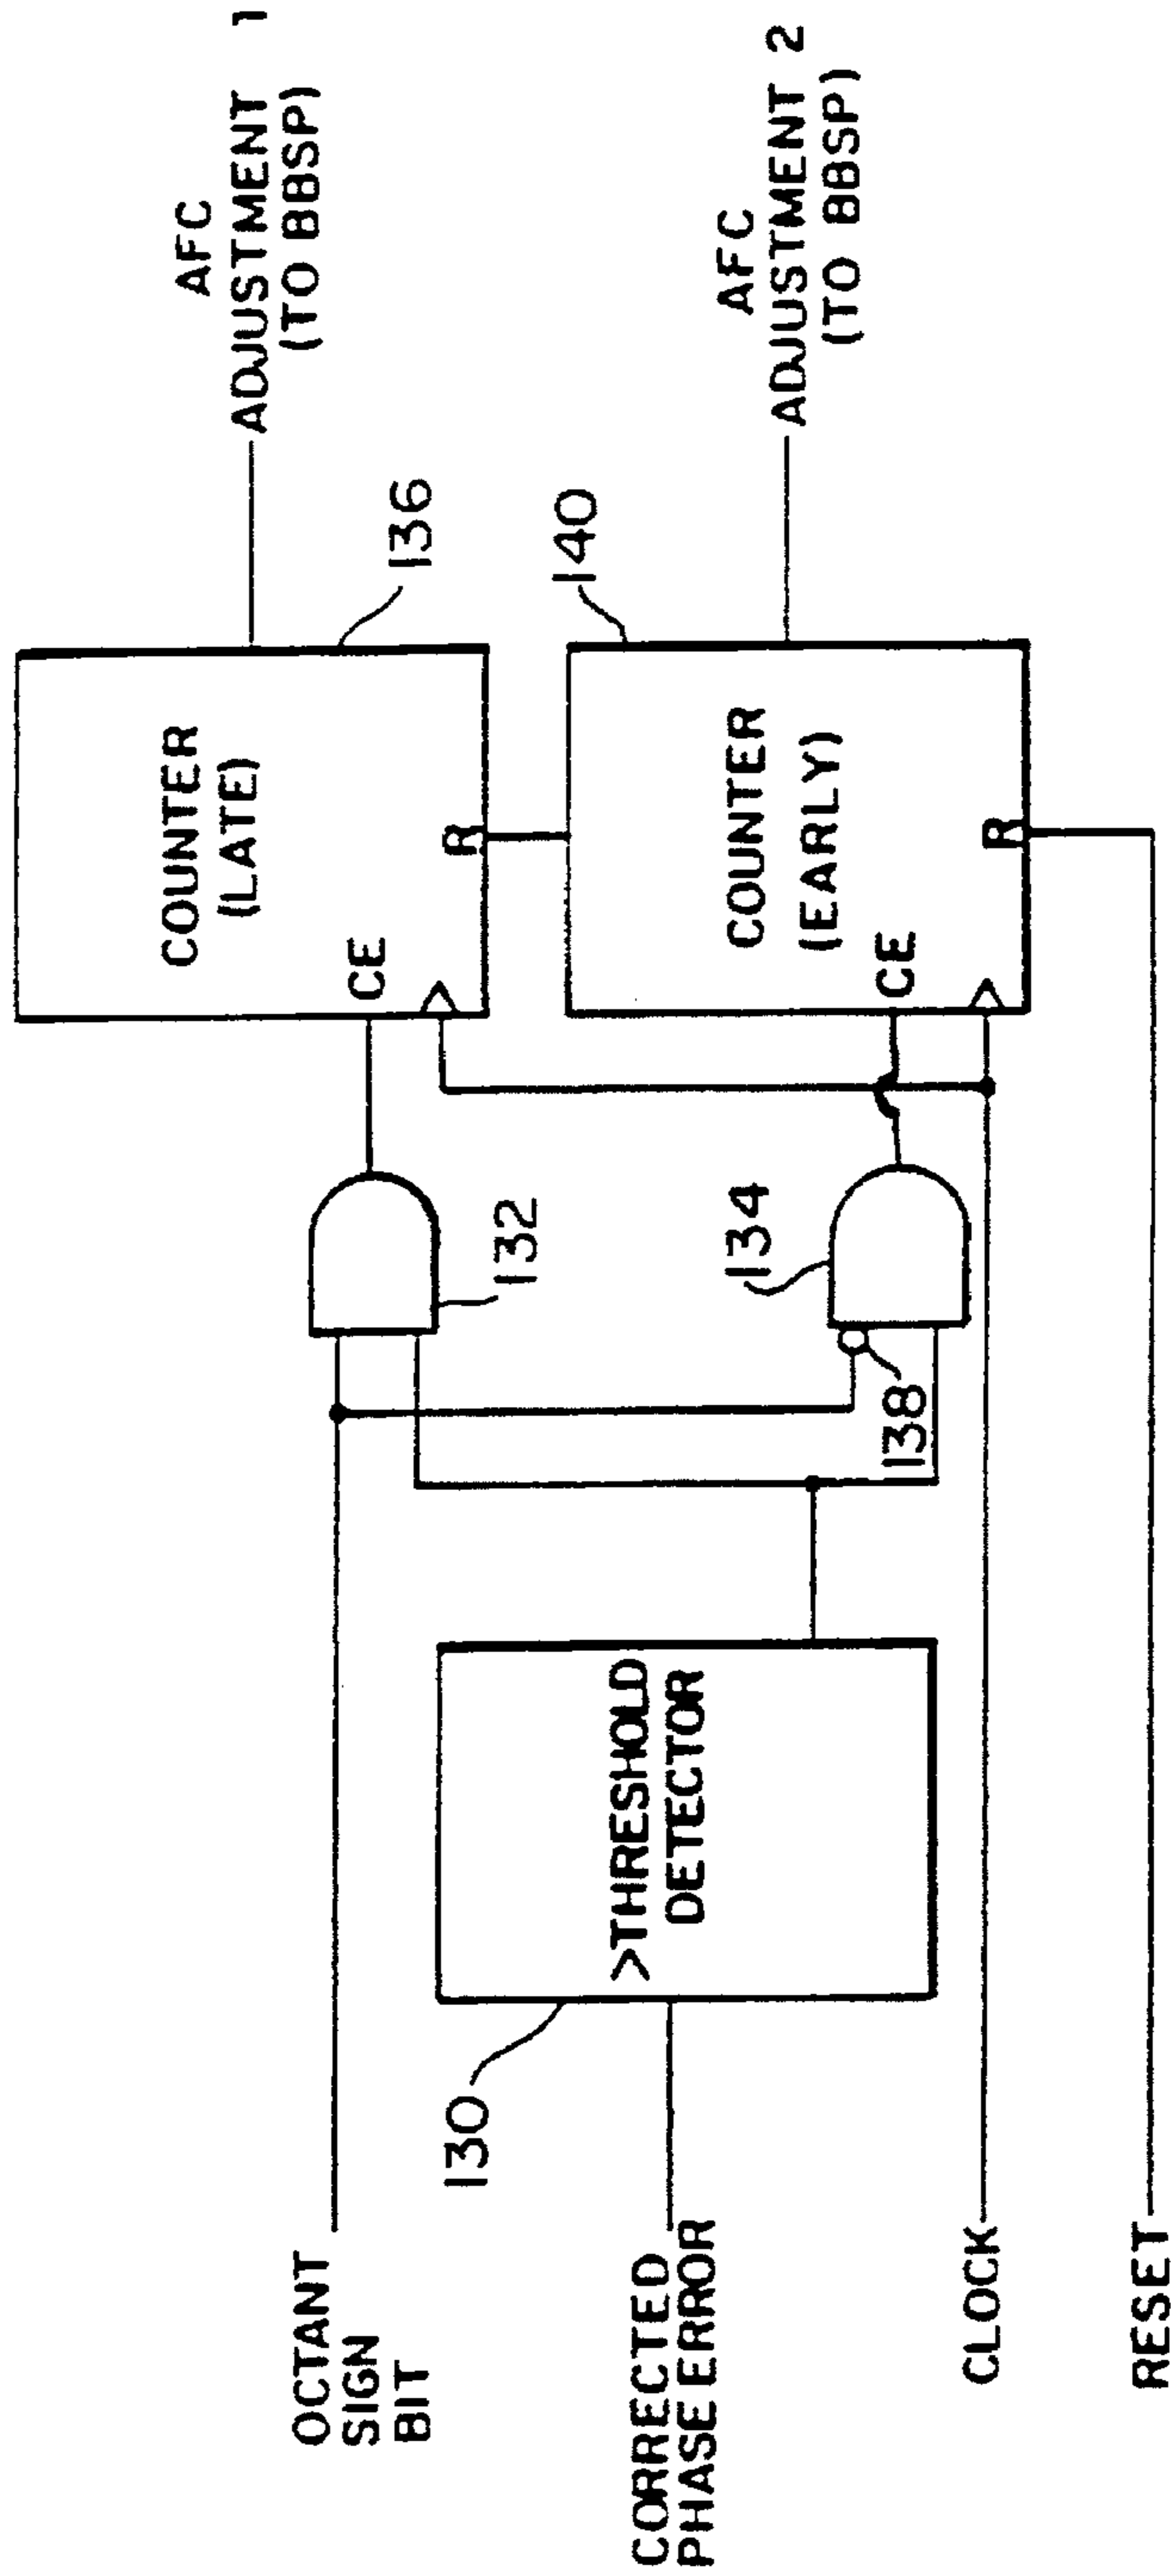 OCTANT
SIGN
BIT
CORRECTED
PHASE ERROR
CLOCK
RESET
130
>THRESHOLD
DETECTOR
132
134
138
COUNTER
(LATE)
CE
R
136
COUNTER
(EARLY)
CE
R
140
AFC
ADJUSTMENT 1
(TO BBSP)
AFC
ADJUSTMENT 2
(TO BBSP)